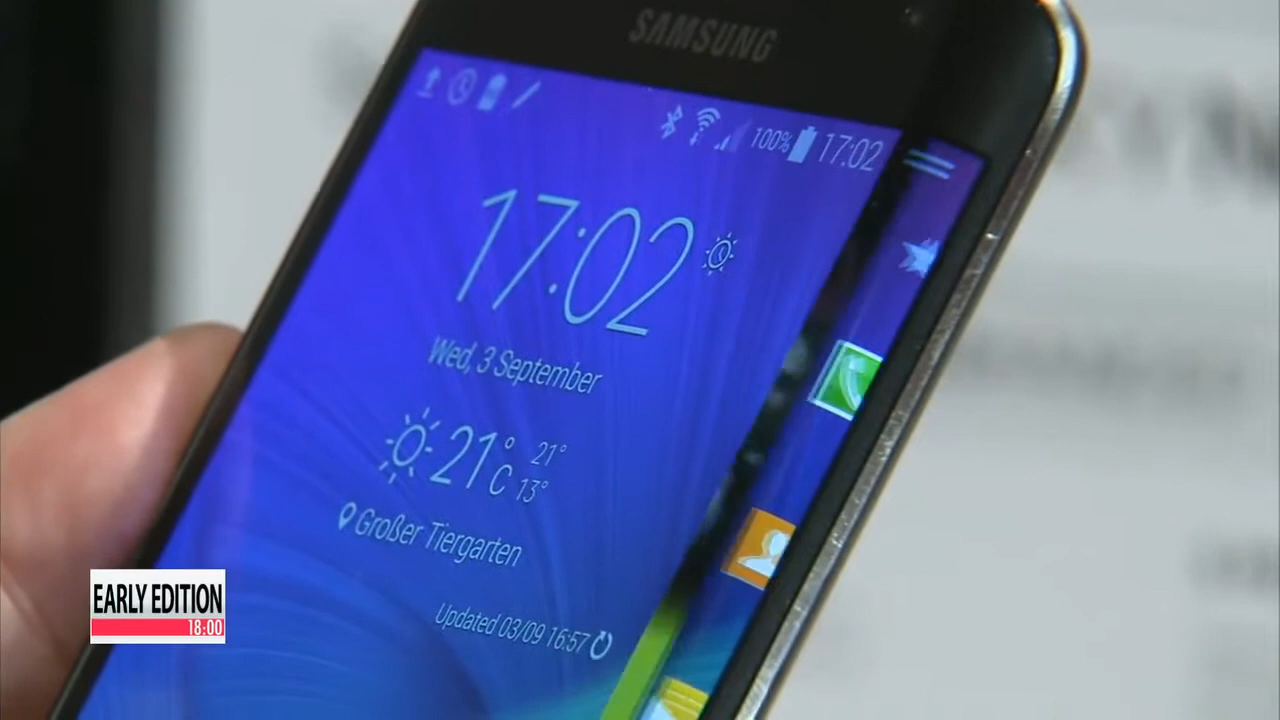 SAMSUNG
100% 17:02
17:02
Wed, 3 September
21°C 21° 13°
Großer Tiergarten
Updated 03/09 16:57
EARLY EDITION
18:00